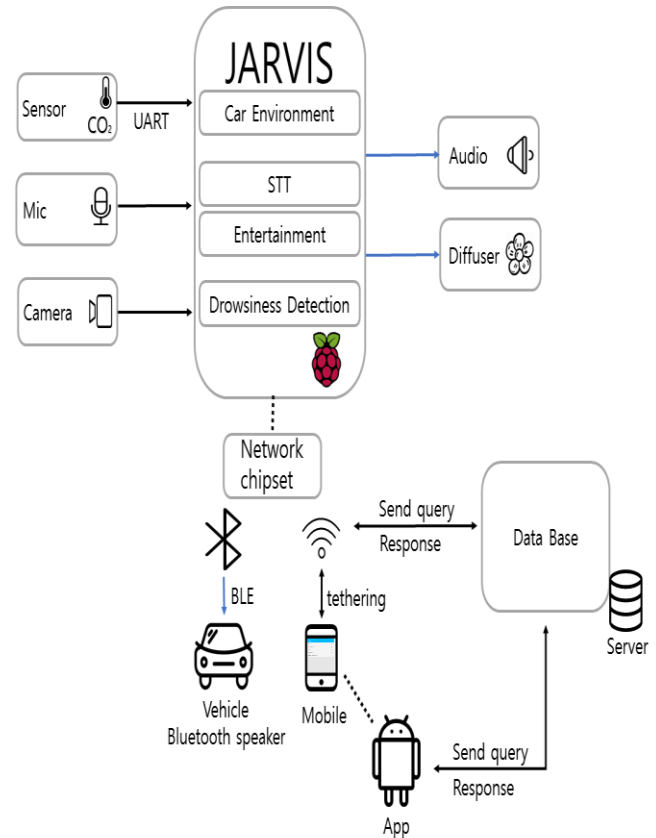 JARVIS
Sensor
CO₂
UART
Car Environment
Mic
STT
Entertainment
Camera
Drowsiness Detection
Audio
Diffuser
Network
chipset
BLE
Vehicle
Bluetooth speaker
tethering
Mobile
Send query
Response
Data Base
Server
Send query
Response
App